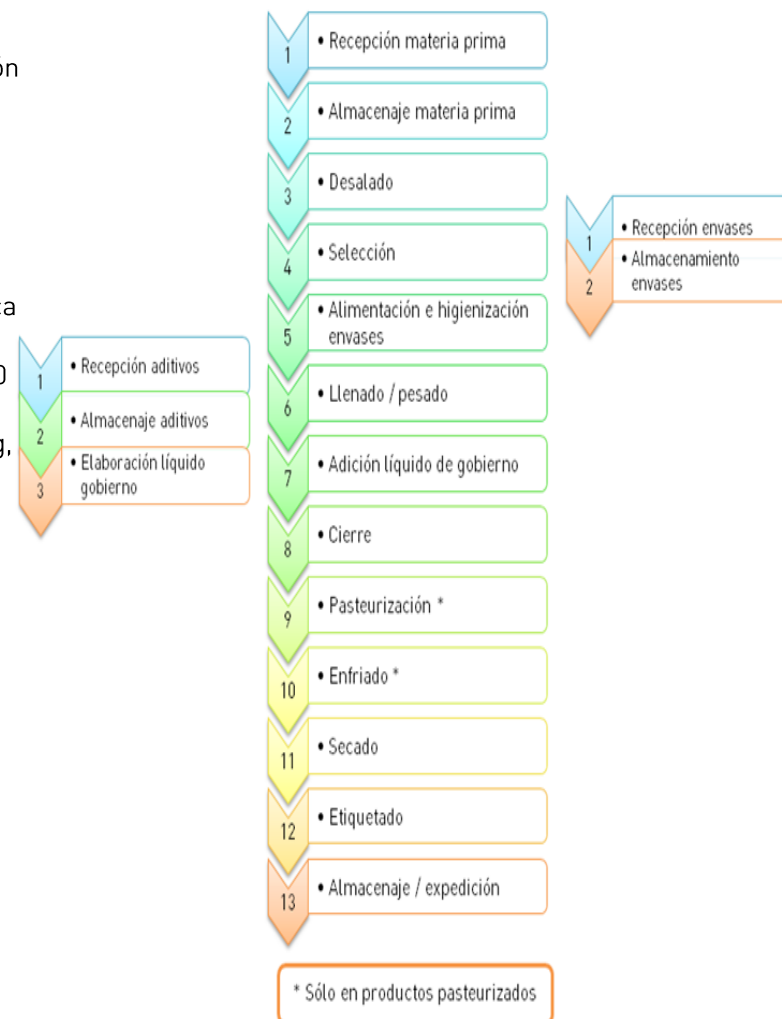 ón
ca
0
g,
1
• Recepción materia prima
2
• Almacenaje materia prima
3
• Desalado
4
• Selección
5
• Alimentación e higienización
envases
6
• Llenado / pesado
7
• Adición líquido de gobierno
8
• Cierre
9
• Pasteurización *
10
• Enfriado *
11
• Secado
12
• Etiquetado
13
• Almacenaje / expedición
* Sólo en productos pasteurizados
1
• Recepción aditivos
2
• Almacenaje aditivos
3
• Elaboración líquido
gobierno
1
• Recepción envases
2
• Almacenamiento
envases